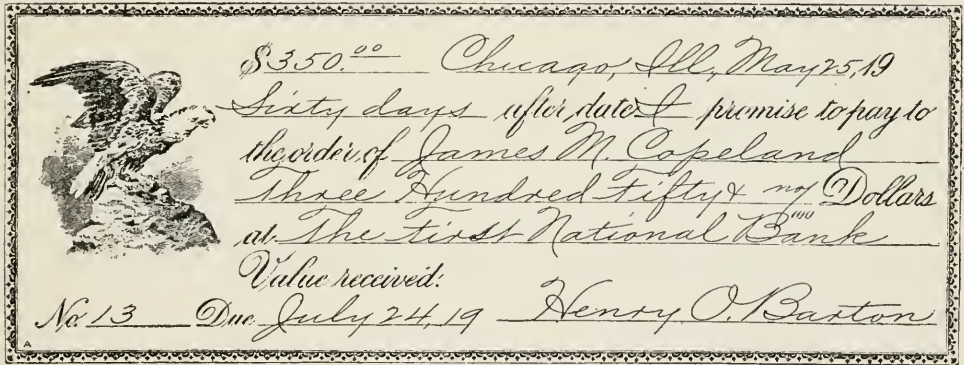 $350.00 Chicago, Ill., May 25, 19
Sixty days after date I promise to pay to
the order of James M. Copeland
Three Hundred Fifty & no/100 Dollars
at The First National Bank
Value received:
No. 13 Due July 24, 19 Henry O. Barton
A